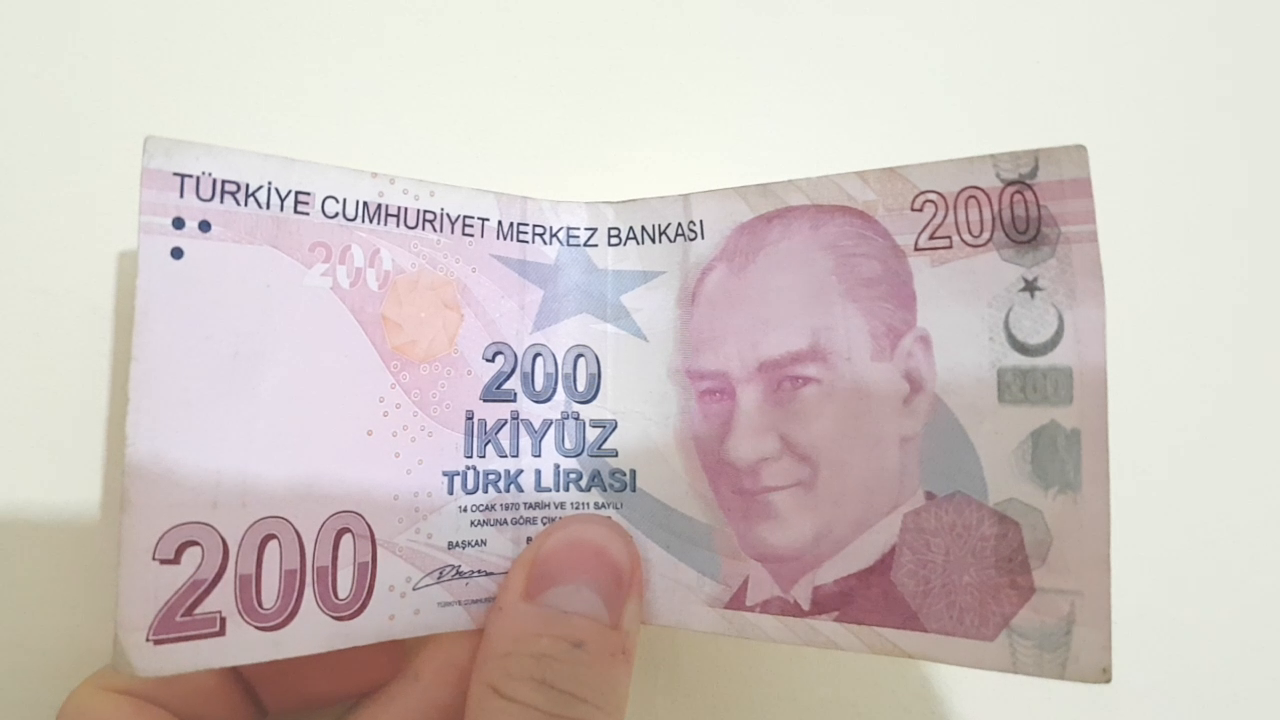 TÜRKİYE CUMHURİYET MERKEZ BANKASI
200
200
200
200
İKİYÜZ
TÜRK LİRASI
14 OCAK 1970 TARİH VE 1211 SAYILI
KANUNA GÖRE
BAŞKAN
200